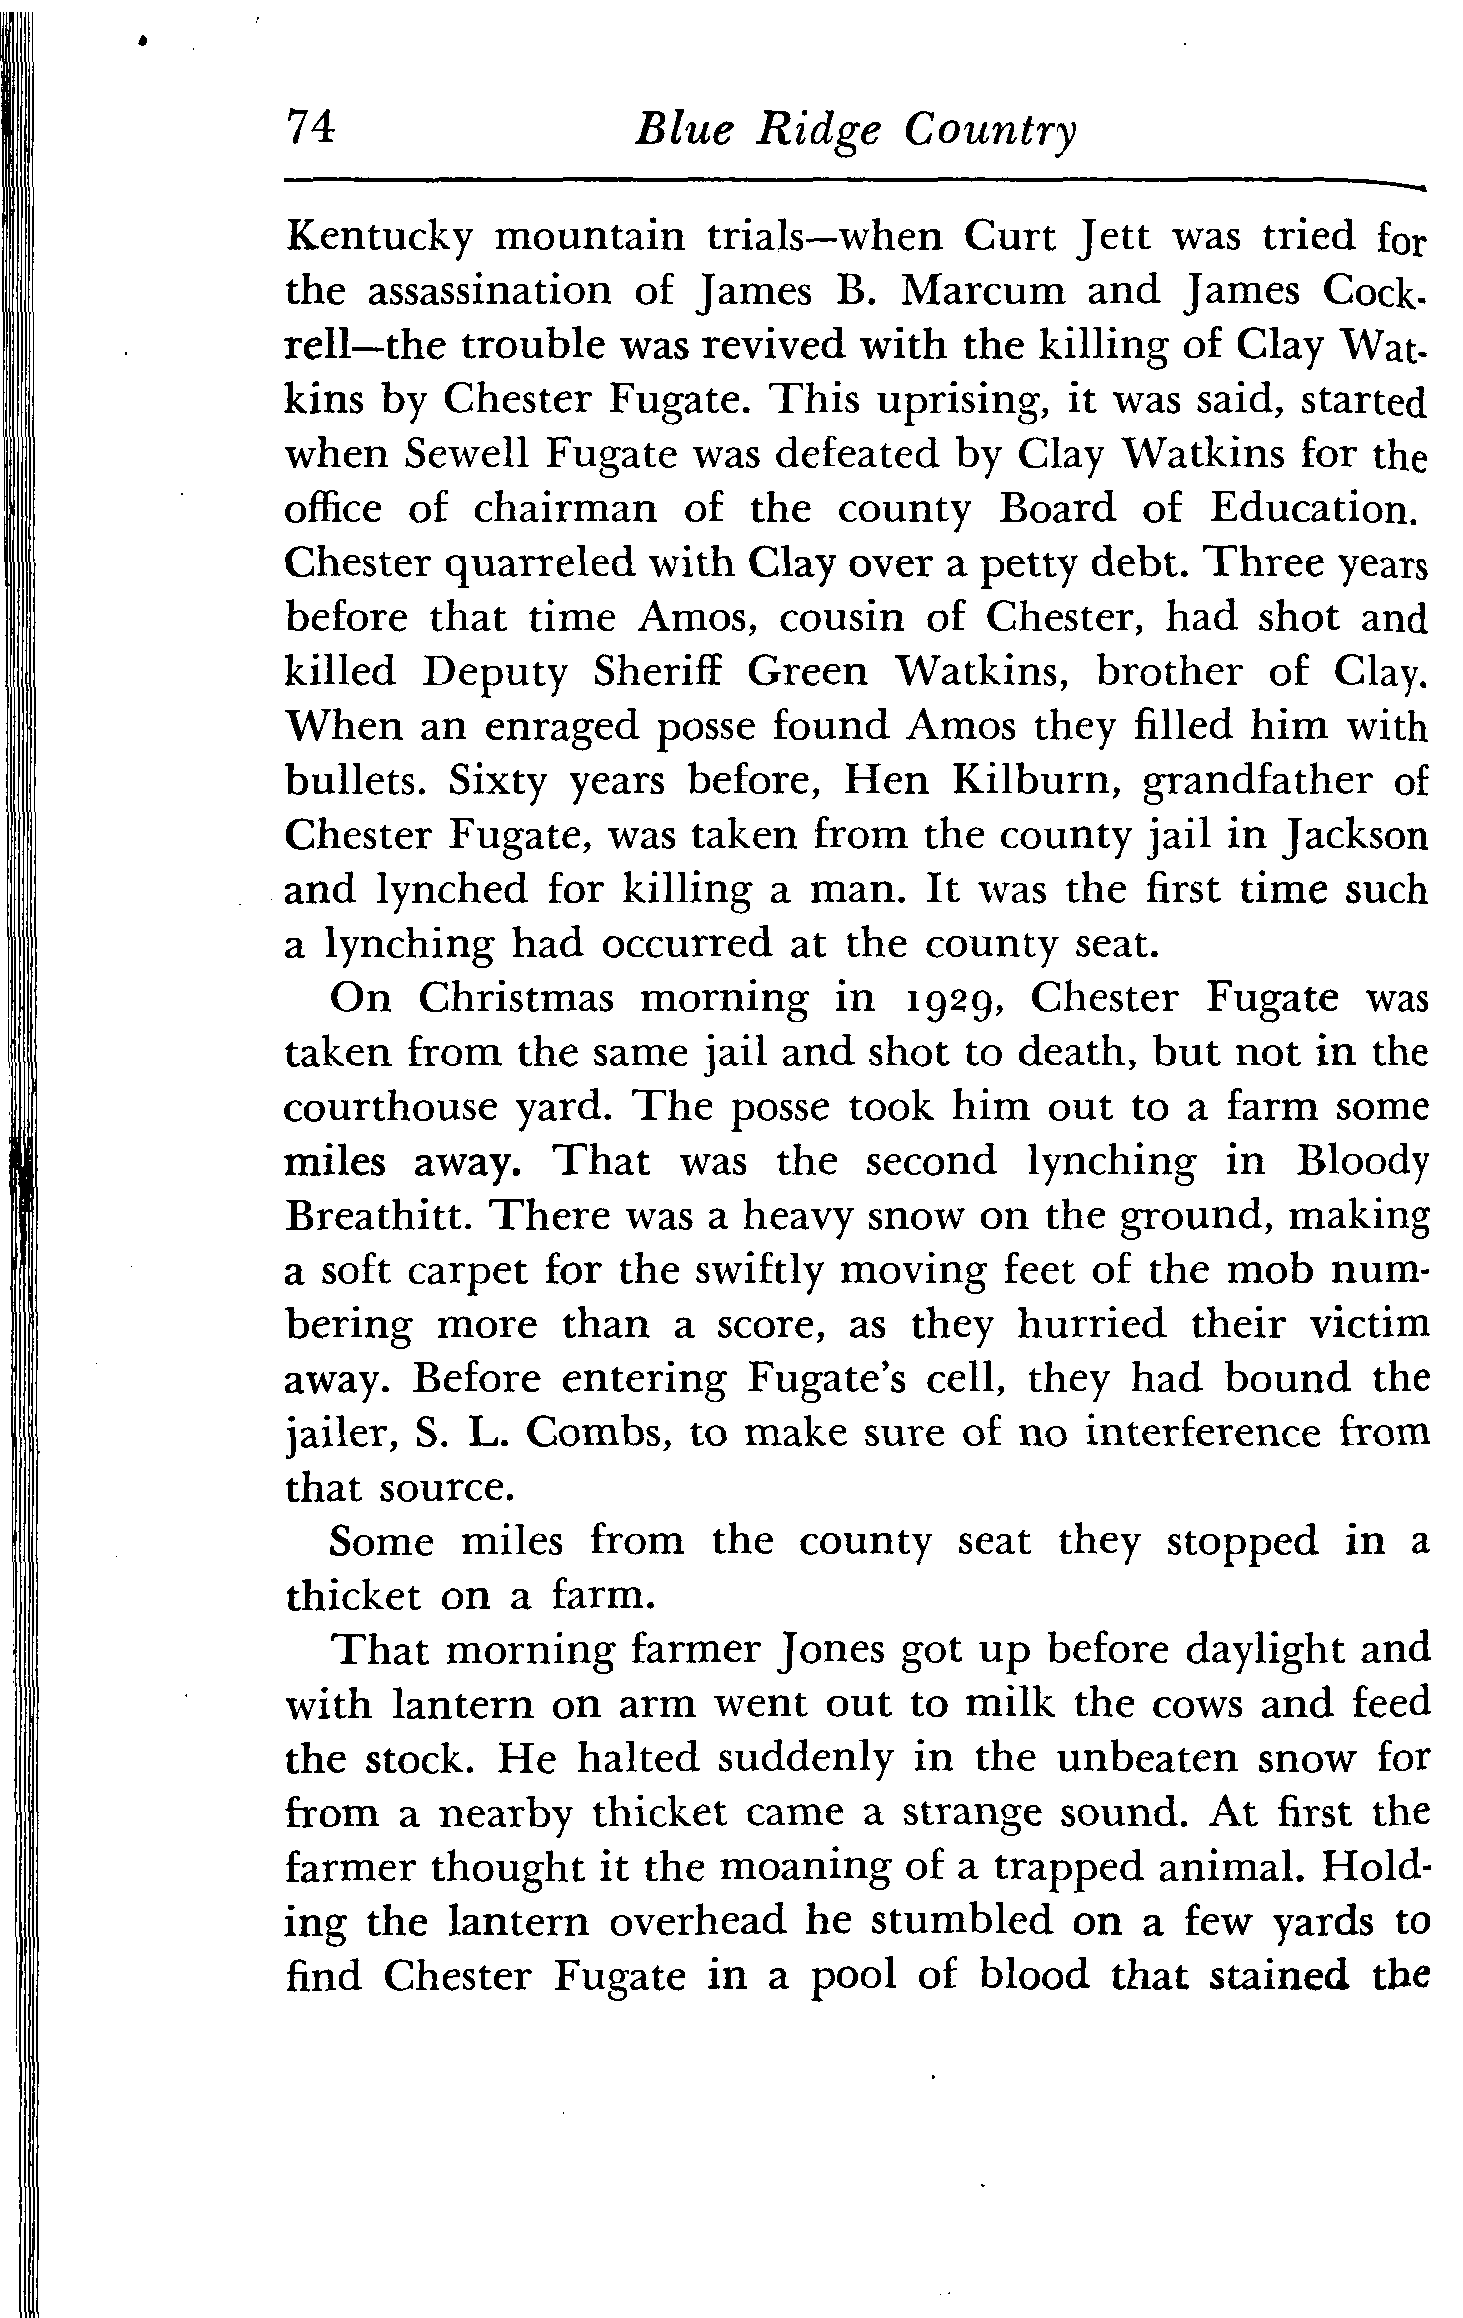 74 Blue Ridge Country
Kentucky mountain trials—when Curt Jett was tried for
the assassination of James B. Marcum and James Cock-
rell—the trouble was revived with the killing of Clay Wat-
kins by Chester Fugate. This uprising, it was said, started
when Sewell Fugate was defeated by Clay Watkins for the
office of chairman of the county Board of Education.
Chester quarreled with Clay over a petty debt. Three years
before that time Amos, cousin of Chester, had shot and
killed Deputy Sheriff Green Watkins, brother of Clay.
When an enraged posse found Amos they filled him with
bullets. Sixty years before, Hen Kilburn, grandfather of
Chester Fugate, was taken from the county jail in Jackson
and lynched for killing a man. It was the first time such
a lynching had occurred at the county seat.
On Christmas morning in 1929, Chester Fugate was
taken from the same jail and shot to death, but not in the
courthouse yard. The posse took him out to a farm some
miles away. That was the second lynching in Bloody
Breathitt. There was a heavy snow on the ground, making
a soft carpet for the swiftly moving feet of the mob num-
bering more than a score, as they hurried their victim
away. Before entering Fugate's cell, they had bound the
jailer, S. L. Combs, to make sure of no interference from
that source.
Some miles from the county seat they stopped in a
thicket on a farm.
That morning farmer Jones got up before daylight and
with lantern on arm went out to milk the cows and feed
the stock. He halted suddenly in the unbeaten snow for
from a nearby thicket came a strange sound. At first the
farmer thought it the moaning of a trapped animal. Hold-
ing the lantern overhead he stumbled on a few yards to
find Chester Fugate in a pool of blood that stained the